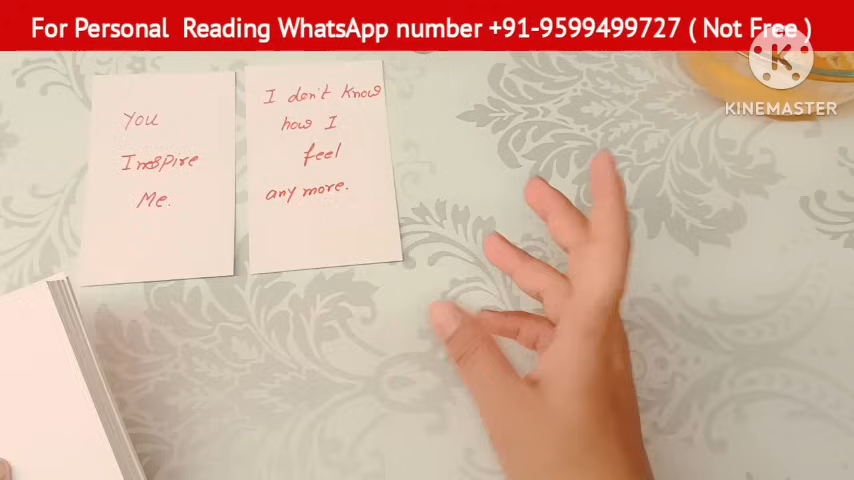 For Personal Reading WhatsApp number +91-9599499727 ( Not Free )
K
KINEMASTER
You
Inspire
Me.
I don't know
how I
feel
any more.